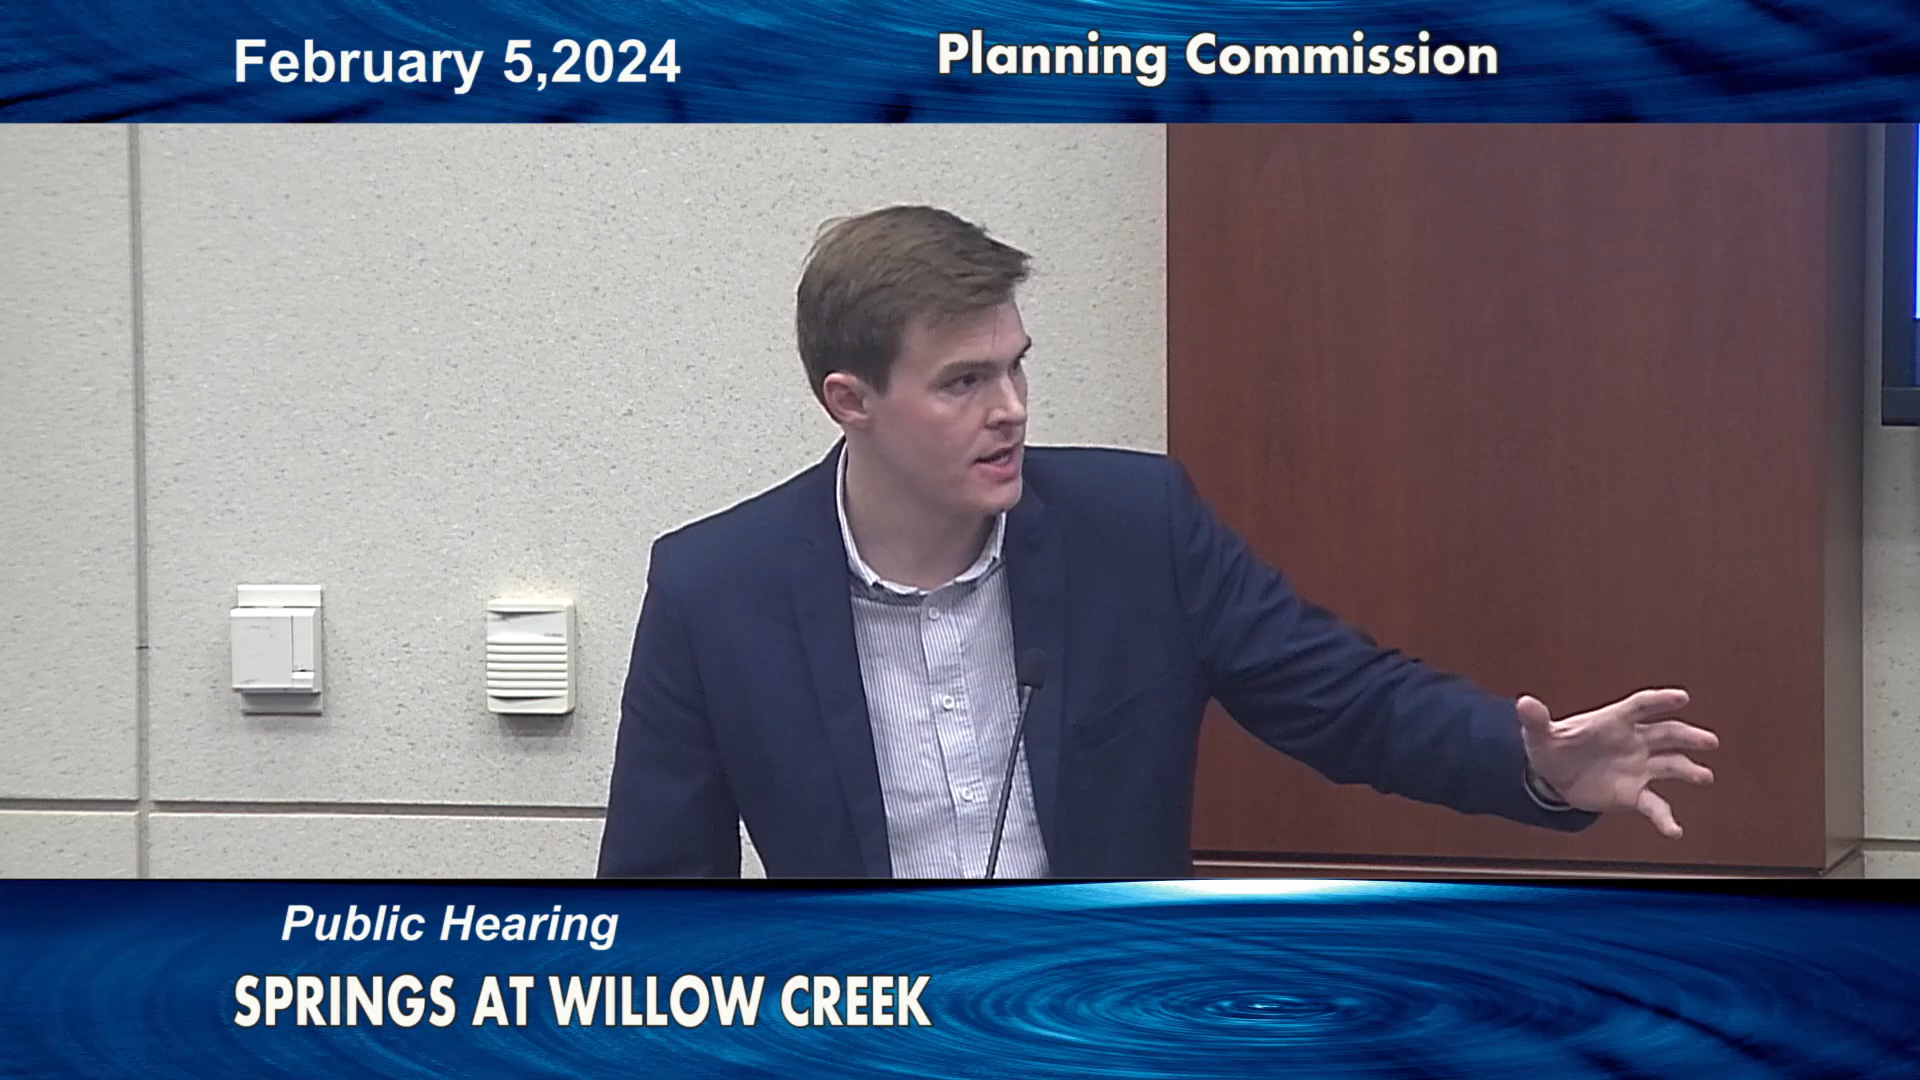 February 5,2024
Planning Commission
Public Hearing
SPRINGS AT WILLOW CREEK